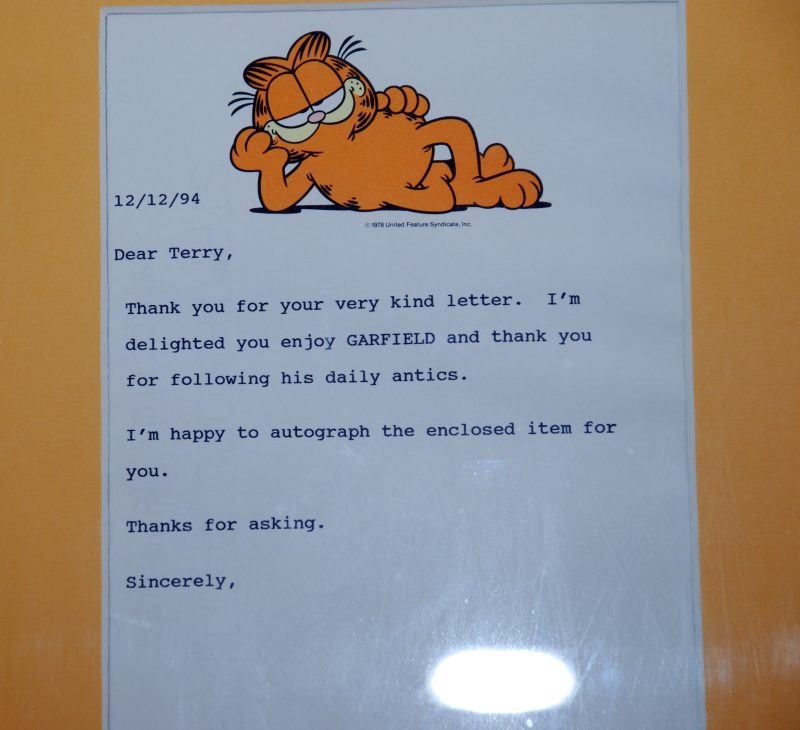 12/12/94
© 1978 United Feature Syndicate, Inc.
Dear Terry,
Thank you for your very kind letter. I'm
delighted you enjoy GARFIELD and thank you
for following his daily antics.
I'm happy to autograph the enclosed item for
you.
Thanks for asking.
Sincerely,